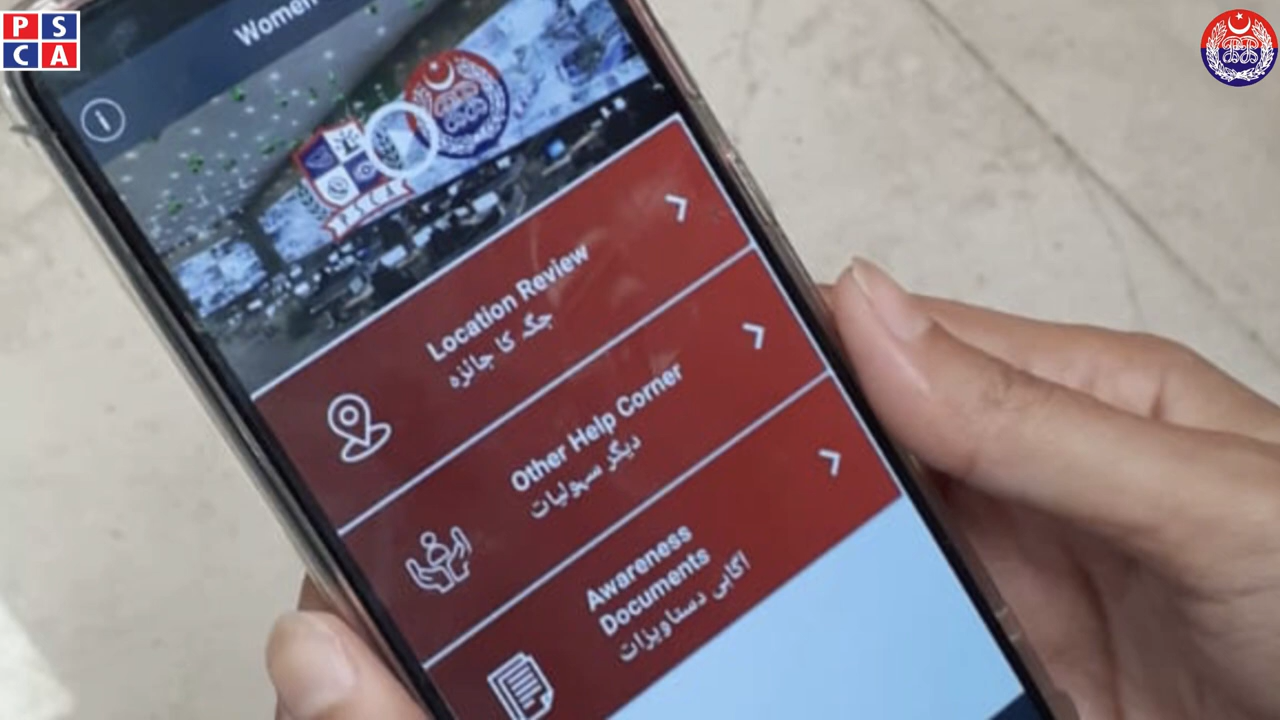 P S
C A
Women
PSCA
Location Review
جگہ کا جائزہ
Other Help Corner
دیگر سہولیات
Awareness
Documents
آگاہی دستاویزات